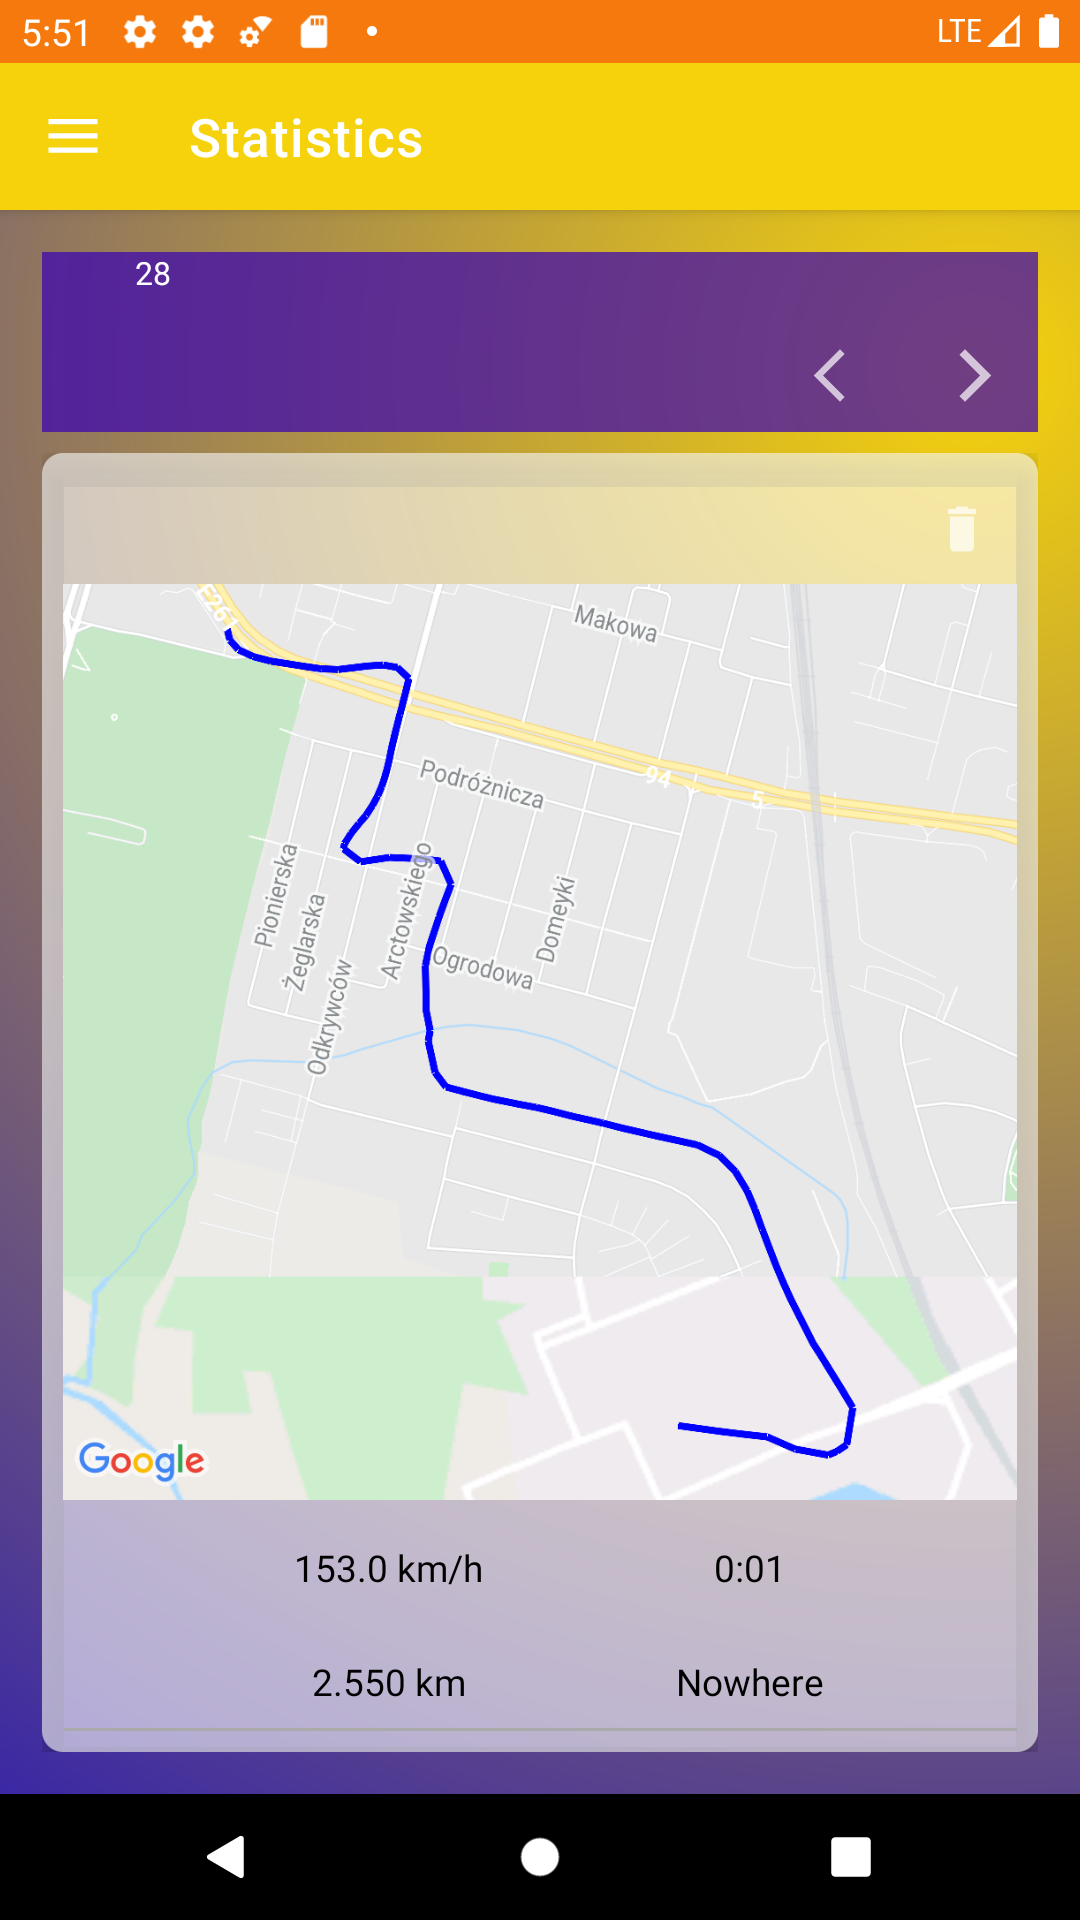 5:51
LTE
Statistics
28
E261
Makowa
94
5
Podróżnicza
Pionierska
Żeglarska
Arctowskiego
Domeyki
Ogrodowa
Odkrywców
Google
153.0 km/h
0:01
2.550 km
Nowhere